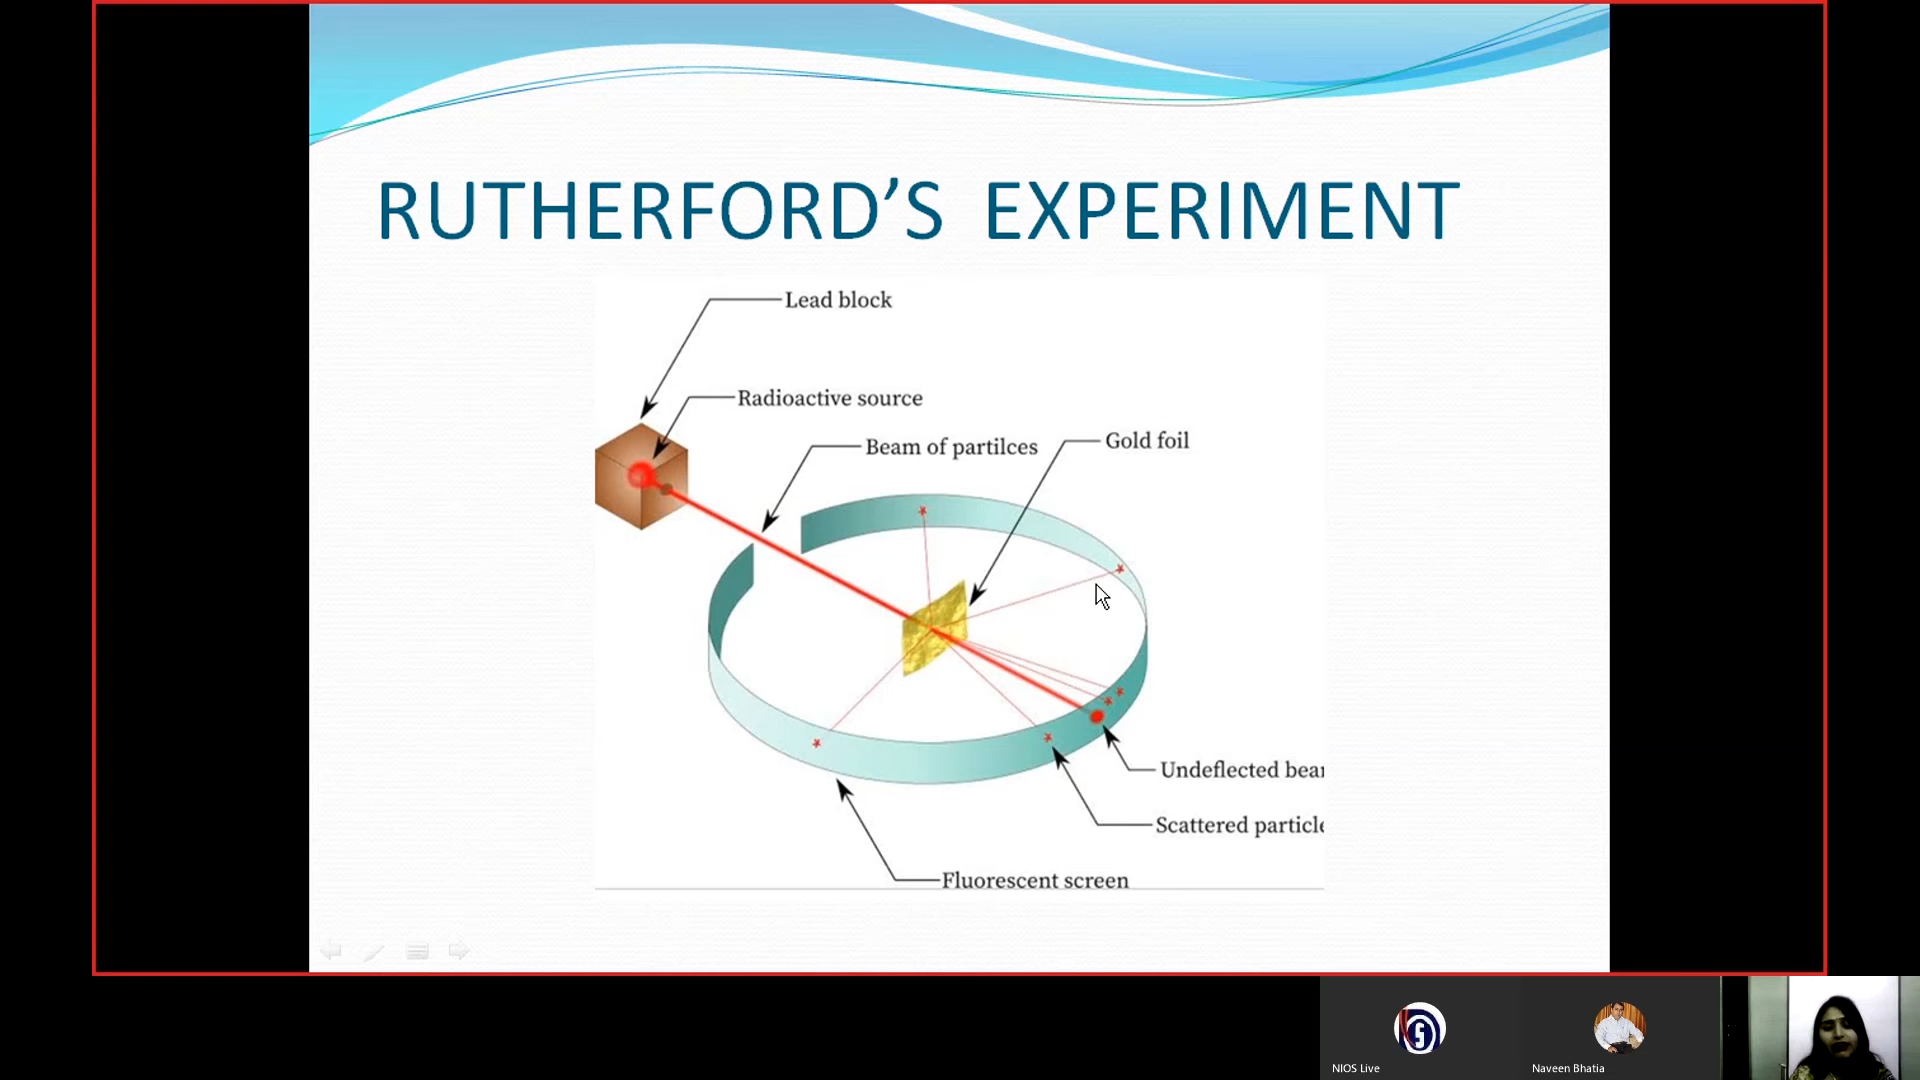 RUTHERFORD’S EXPERIMENT
Lead block
Radioactive source
Beam of partilces
Gold foil
Undeflected bea
Scattered particl
Fluorescent screen
NIOS Live
Naveen Bhatia